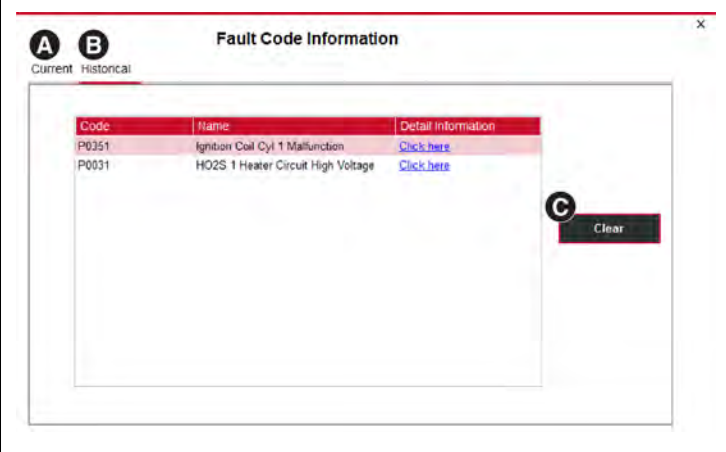 x
Fault Code Information
A B
Current Historical
Code Name Detail Information
P0351 Ignition Coil Cyl 1 Malfunction Click here
P0031 HO2S 1 Heater Circuit High Voltage Click here
C
Clear